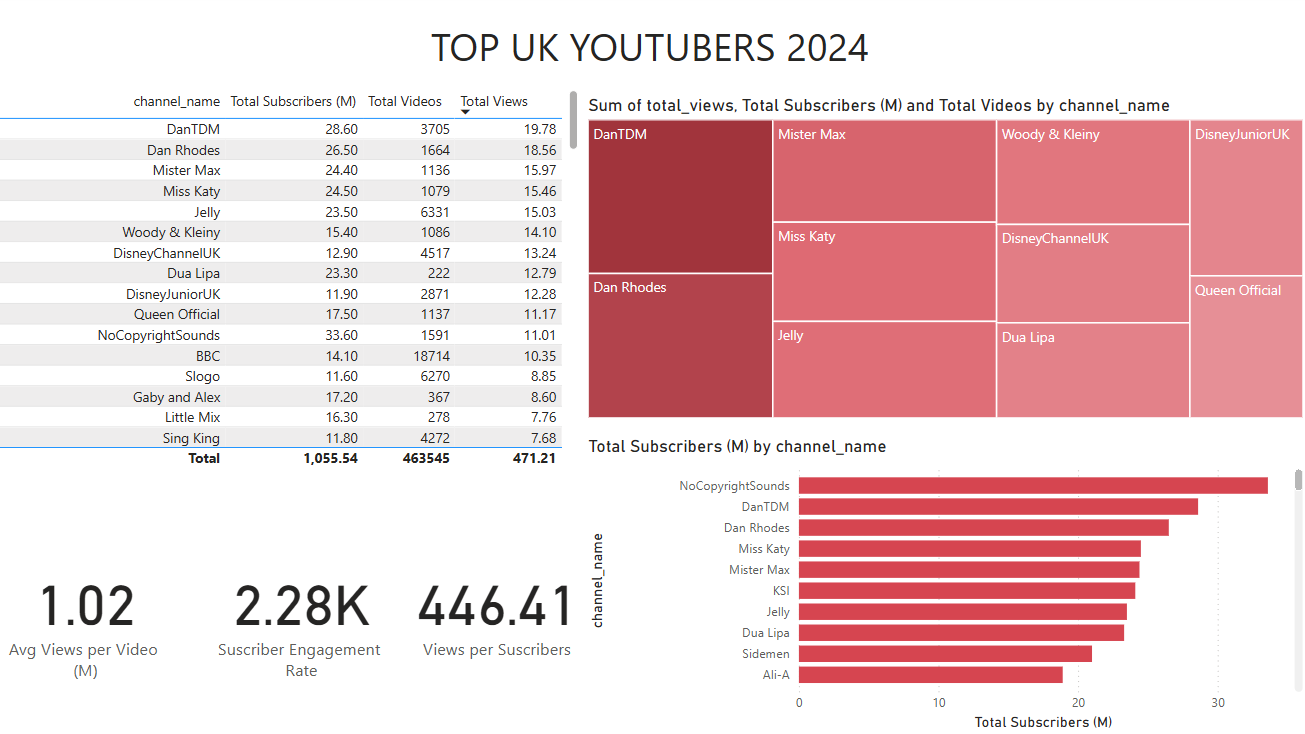 TOP UK YOUTUBERS 2024
channel_name Total Subscribers (M) Total Videos Total Views
DanTDM 28.60 3705 19.78
Dan Rhodes 26.50 1664 18.56
Mister Max 24.40 1136 15.97
Miss Katy 24.50 1079 15.46
Jelly 23.50 6331 15.03
Woody & Kleiny 15.40 1086 14.10
DisneyChannelUK 12.90 4517 13.24
Dua Lipa 23.30 222 12.79
DisneyJuniorUK 11.90 2871 12.28
Queen Official 17.50 1137 11.17
NoCopyrightSounds 33.60 1591 11.01
BBC 14.10 18714 10.35
Slogo 11.60 6270 8.85
Gaby and Alex 17.20 367 8.60
Little Mix 16.30 278 7.76
Sing King 11.80 4272 7.68
Total 1,055.54 463545 471.21
Sum of total_views, Total Subscribers (M) and Total Videos by channel_name
DanTDM
Dan Rhodes
Mister Max
Miss Katy
Jelly
Woody & Kleiny
DisneyChannelUK
Dua Lipa
DisneyJuniorUK
Queen Official
1.02
Avg Views per Video
(M)
2.28K
Suscriber Engagement
Rate
446.41
Views per Suscribers
Total Subscribers (M) by channel_name
channel_name
NoCopyrightSounds
DanTDM
Dan Rhodes
Miss Katy
Mister Max
KSI
Jelly
Dua Lipa
Sidemen
Ali-A
0 10 20 30
Total Subscribers (M)